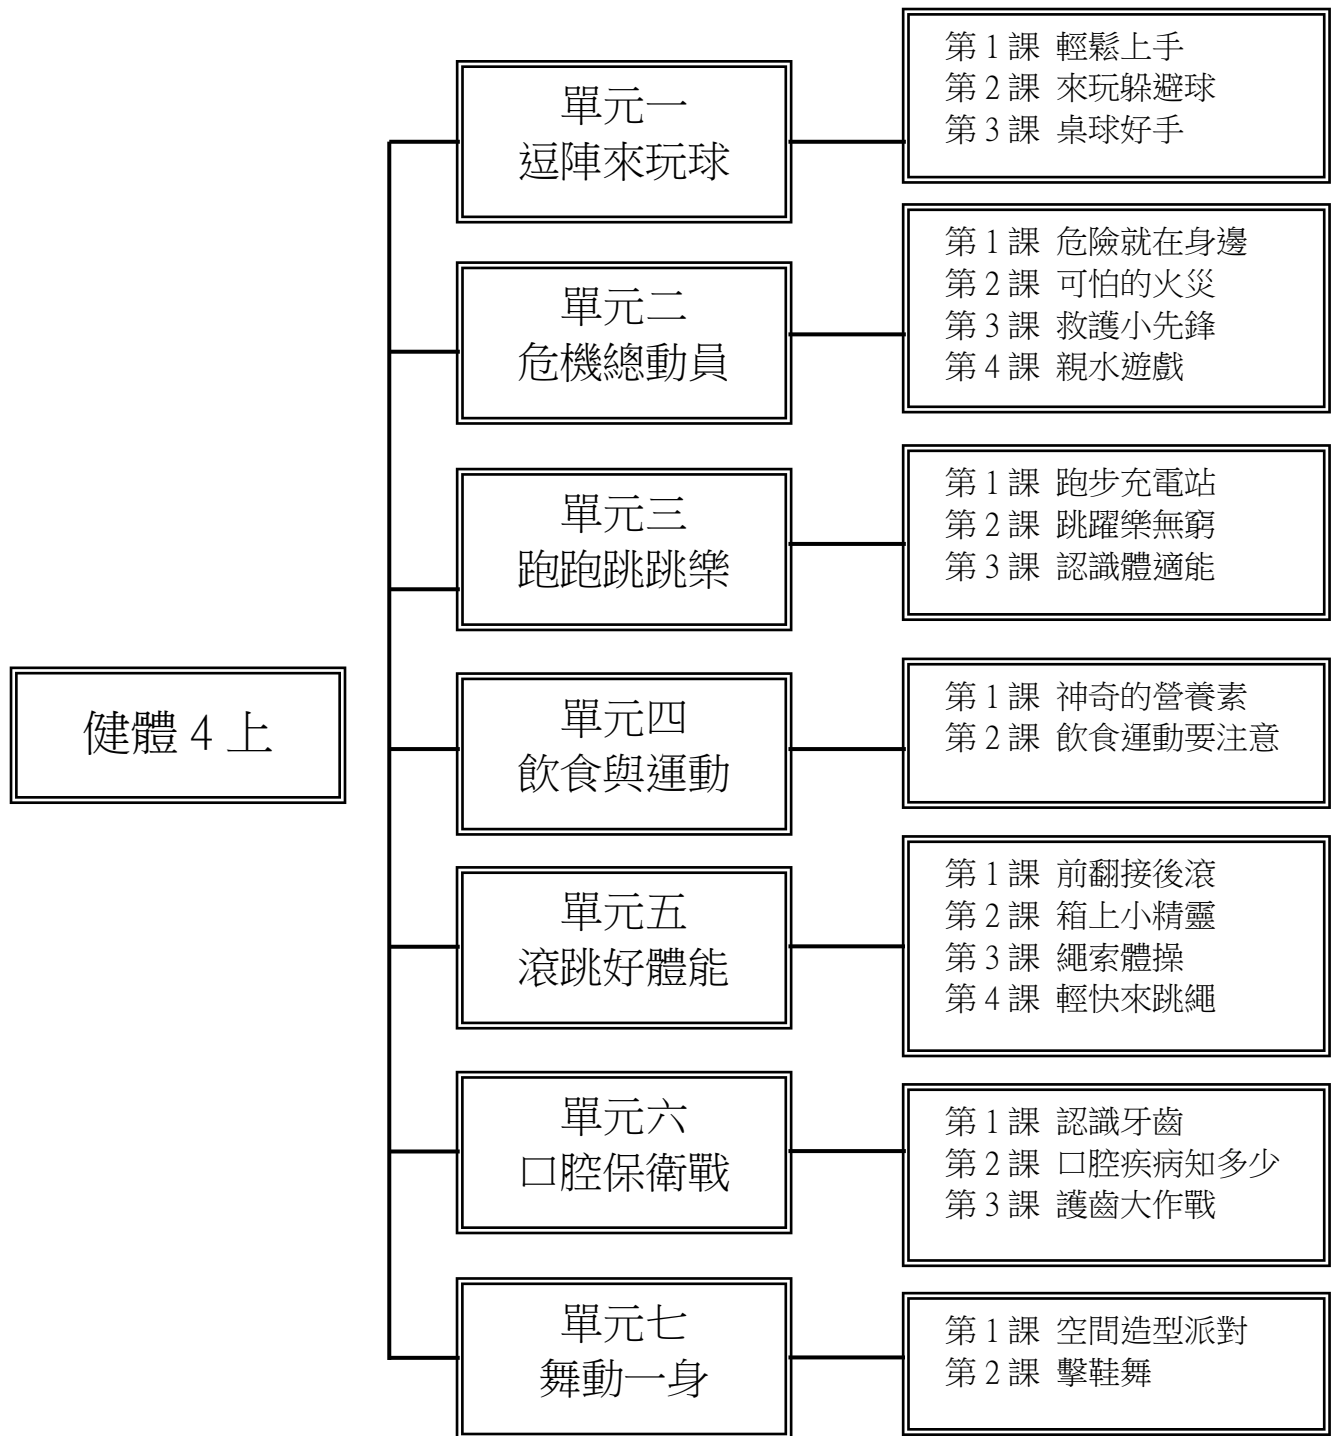 健體 4 上
單元一
逗陣來玩球
第 1 課 輕鬆上手
第 2 課 來玩躲避球
第 3 課 桌球好手
單元二
危機總動員
第 1 課 危險就在身邊
第 2 課 可怕的火災
第 3 課 救護小先鋒
第 4 課 親水遊戲
單元三
跑跑跳跳樂
第 1 課 跑步充電站
第 2 課 跳躍樂無窮
第 3 課 認識體適能
單元四
飲食與運動
第 1 課 神奇的營養素
第 2 課 飲食運動要注意
單元五
滾跳好體能
第 1 課 前翻接後滾
第 2 課 箱上小精靈
第 3 課 繩索體操
第 4 課 輕快來跳繩
單元六
口腔保衛戰
第 1 課 認識牙齒
第 2 課 口腔疾病知多少
第 3 課 護齒大作戰
單元七
舞動一身
第 1 課 空間造型派對
第 2 課 擊鞋舞